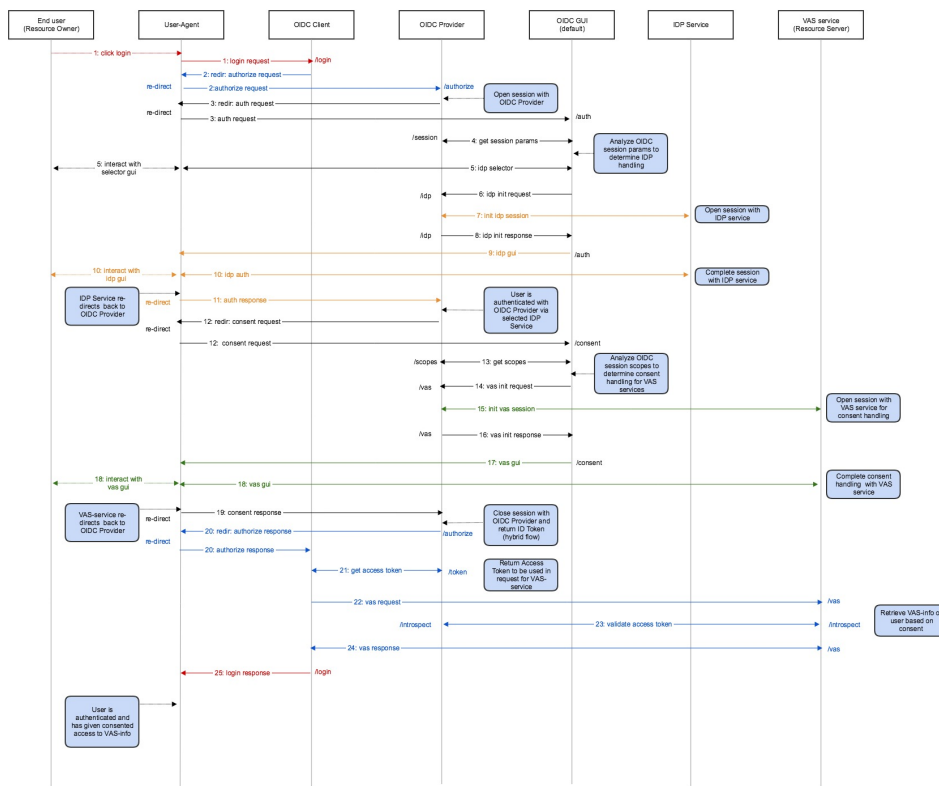 End user
(Resource Owner)
User-Agent
OIDC Client
OIDC Provider
OIDC GUI
(default)
IDP Service
VAS service
(Resource Server)
1: click login
1: login request
/login
2: redir: authorize request
re-direct
2:authorize request
/authorize
Open session with
OIDC Provider
3: redir: auth request
re-direct
3: auth request
/auth
/session
4: get session params
Analyze OIDC
session params to
determine IDP
handling
5: interact with
selector gui
5: idp selector
/idp
6: idp init request
7: init idp session
Open session with
IDP service
/idp
8: idp init response
9: idp gui
/auth
10: interact with
idp gui
10: idp auth
Complete session
with IDP service
IDP Service re-
directs back to
OIDC Provider
re-direct
11: auth response
User is
authenticated with
OIDC Provider via
selected IDP
Service
12: redir: consent request
re-direct
12: consent request
/consent
/scopes
13: get scopes
Analyze OIDC
session scopes to
determine consent
handling for VAS
services
/vas
14: vas init request
15: init vas session
Open session with
VAS service for
consent handling
/vas
16: vas init response
17: vas gui
/consent
18: interact with
vas gui
18: vas gui
Complete consent
handling with VAS
service
VAS-service re-
directs back to
OIDC Provider
re-direct
19: consent response
Close session with
OIDC Provider and
return ID Token
(hybrid flow)
20: redir: authorize response
/authorize
re-direct
20: authorize response
21: get access token
/token
Return Access
Token to be used in
request for VAS-
service
22: vas request
/vas
/introspect
23: validate access token
/introspect
Retrieve VAS-info o
user based on
consent
24: vas response
/vas
25: login response
/login
User is
authenticated and
has given consented
access to VAS-info